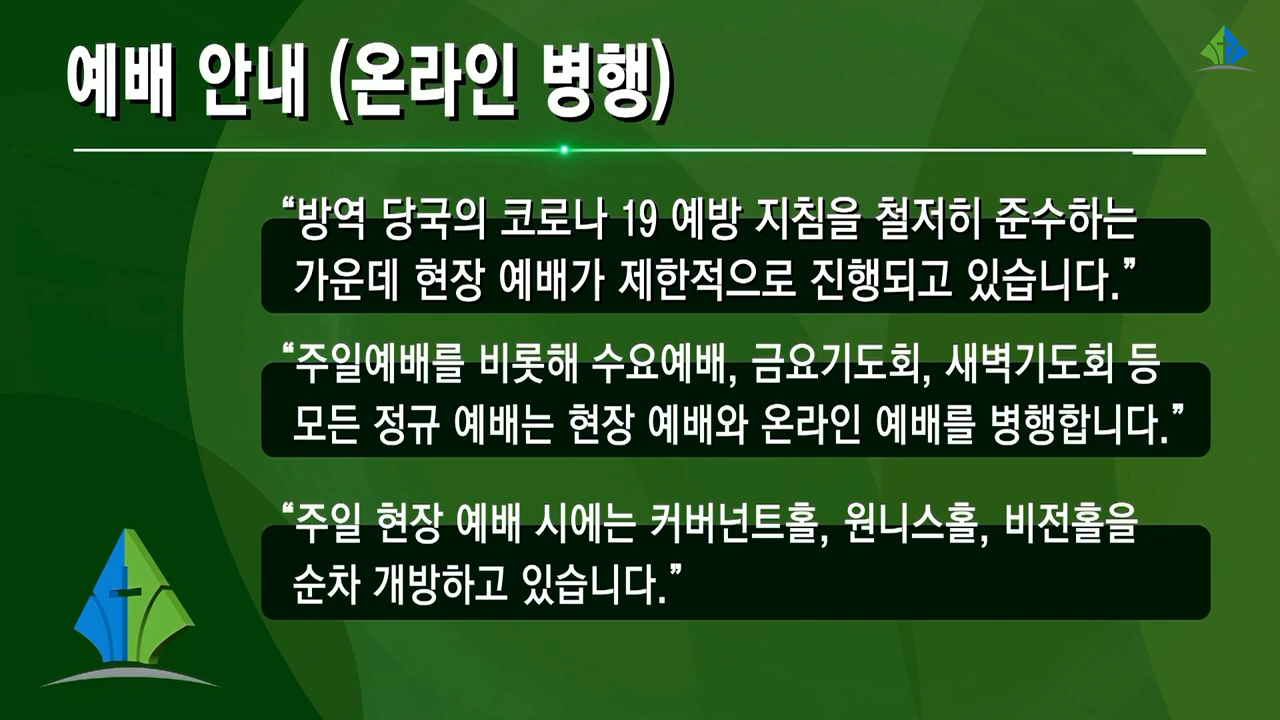 예배 안내 (온라인 병행)
“방역 당국의 코로나 19 예방 지침을 철저히 준수하는
가운데 현장 예배가 제한적으로 진행되고 있습니다.”
“주일예배를 비롯해 수요예배, 금요기도회, 새벽기도회 등
모든 정규 예배는 현장 예배와 온라인 예배를 병행합니다.”
“주일 현장 예배 시에는 커버넌트홀, 원니스홀, 비전홀을
순차 개방하고 있습니다.”